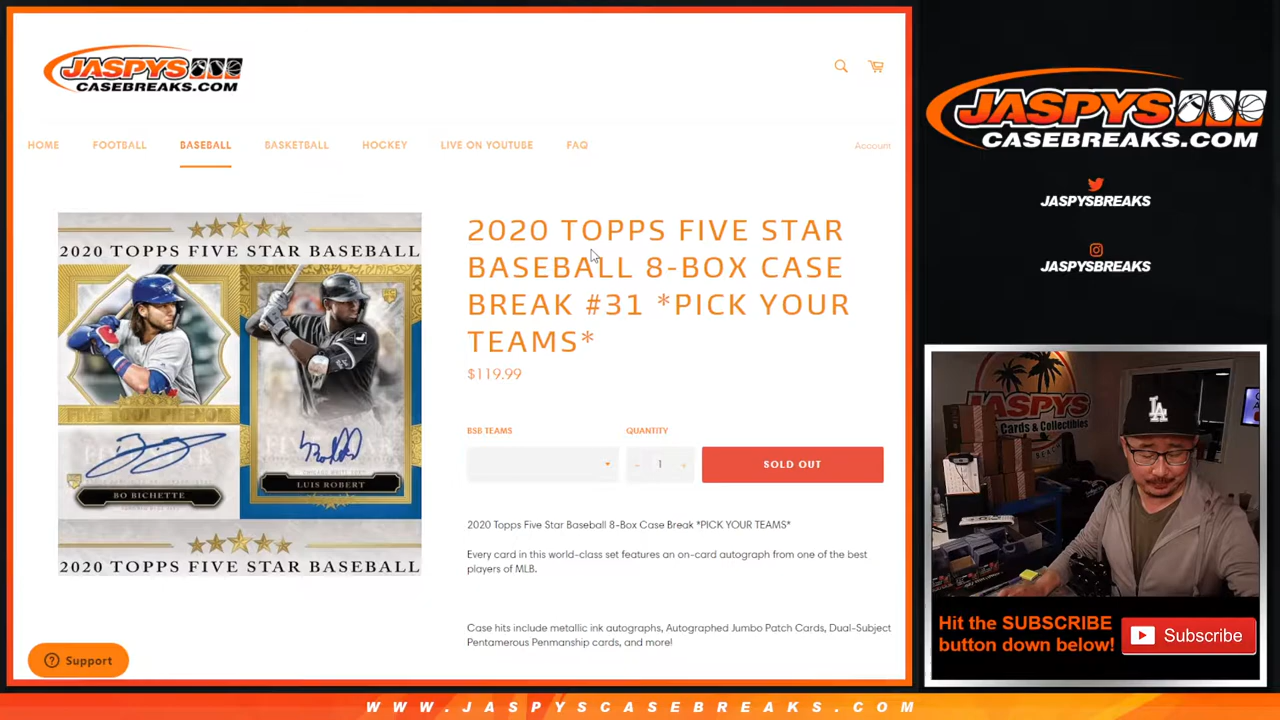 JASPYS
CASEBREAKS.COM
HOME FOOTBALL BASEBALL BASKETBALL HOCKEY LIVE ON YOUTUBE FAQ Account
2020 TOPPS FIVE STAR BASEBALL
BO BICHETTE
LUIS ROBERT
2020 TOPPS FIVE STAR BASEBALL
2020 TOPPS FIVE STAR
BASEBALL 8-BOX CASE
BREAK #31 *PICK YOUR
TEAMS*
$119.99
BSB TEAMS QUANTITY
- 1 + SOLD OUT
2020 Topps Five Star Baseball 8-Box Case Break *PICK YOUR TEAMS*
Every card in this world-class set features an on-card autograph from one of the best
players of MLB.
Case hits include metallic ink autographs, Autographed Jumbo Patch Cards, Dual-Subject
Pentamerous Penmanship cards, and more!
Support
JASPYS
CASEBREAKS.COM
JASPYSBREAKS
JASPYSBREAKS
JASPYS
Cards & Collectibles
LA
Hit the SUBSCRIBE
button down below!
Subscribe
WWW.JASPYSCASEBREAKS.COM